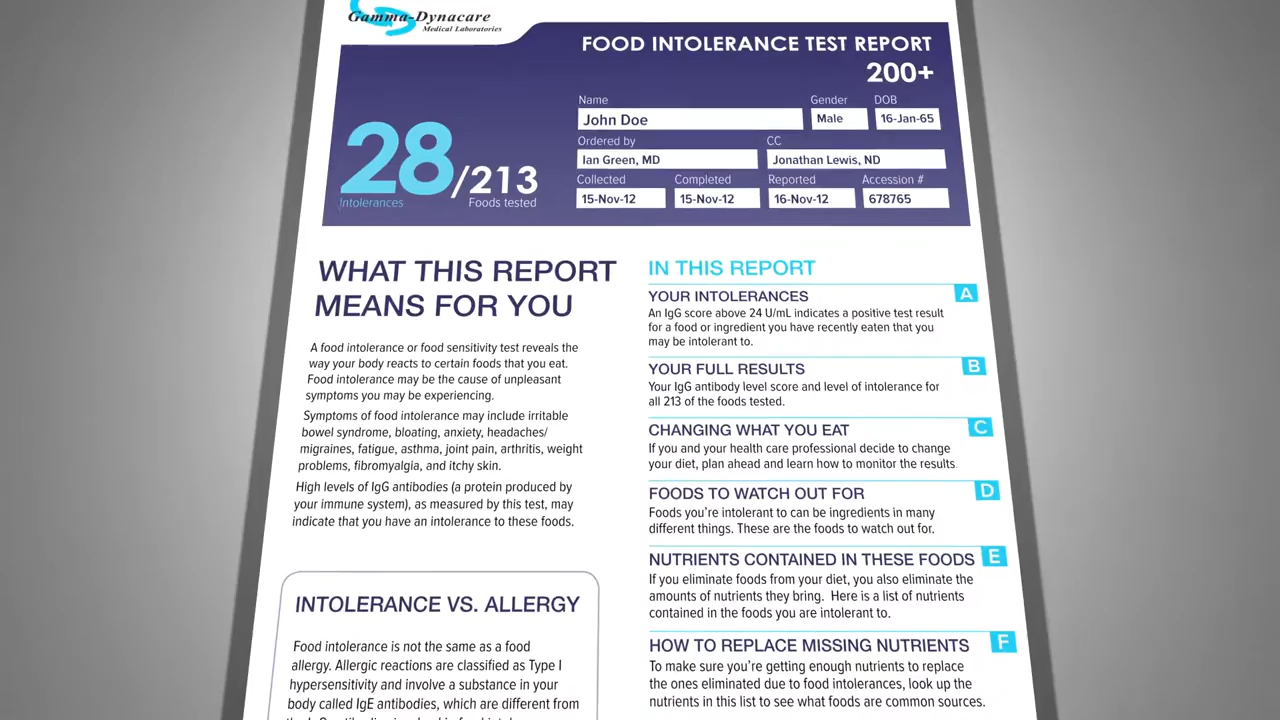 Gamma-Dynacare
Medical Laboratories
FOOD INTOLERANCE TEST REPORT
200+
Name
Gender
DOB
John Doe
Male
16-Jan-65
Ordered by
CC
Ian Green, MD
Jonathan Lewis, ND
Collected
Completed
Reported
Accession #
15-Nov-12
15-Nov-12
16-Nov-12
678765
28/213
Intolerances
Foods tested
WHAT THIS REPORT
MEANS FOR YOU
A food intolerance or food sensitivity test reveals the
way your body reacts to certain foods that you eat.
Food intolerance may be the cause of unpleasant
symptoms you may be experiencing.
Symptoms of food intolerance may include irritable
bowel syndrome, bloating, anxiety, headaches/
migraines, fatigue, asthma, joint pain, arthritis, weight
problems, fibromyalgia, and itchy skin.
High levels of IgG antibodies (a protein produced by
your immune system), as measured by this test, may
indicate that you have an intolerance to these foods.
INTOLERANCE VS. ALLERGY
Food intolerance is not the same as a food
allergy. Allergic reactions are classified as Type I
hypersensitivity and involve a substance in your
body called IgE antibodies, which are different from
IN THIS REPORT
YOUR INTOLERANCES
A
An IgG score above 24 U/mL indicates a positive test result
for a food or ingredient you have recently eaten that you
may be intolerant to.
YOUR FULL RESULTS
B
Your IgG antibody level score and level of intolerance for
all 213 of the foods tested.
CHANGING WHAT YOU EAT
C
If you and your health care professional decide to change
your diet, plan ahead and learn how to monitor the results.
FOODS TO WATCH OUT FOR
D
Foods you're intolerant to can be ingredients in many
different things. These are the foods to watch out for.
NUTRIENTS CONTAINED IN THESE FOODS
E
If you eliminate foods from your diet, you also eliminate the
amounts of nutrients they bring. Here is a list of nutrients
contained in the foods you are intolerant to.
HOW TO REPLACE MISSING NUTRIENTS
F
To make sure you're getting enough nutrients to replace
the ones eliminated due to food intolerances, look up the
nutrients in this list to see what foods are common sources.